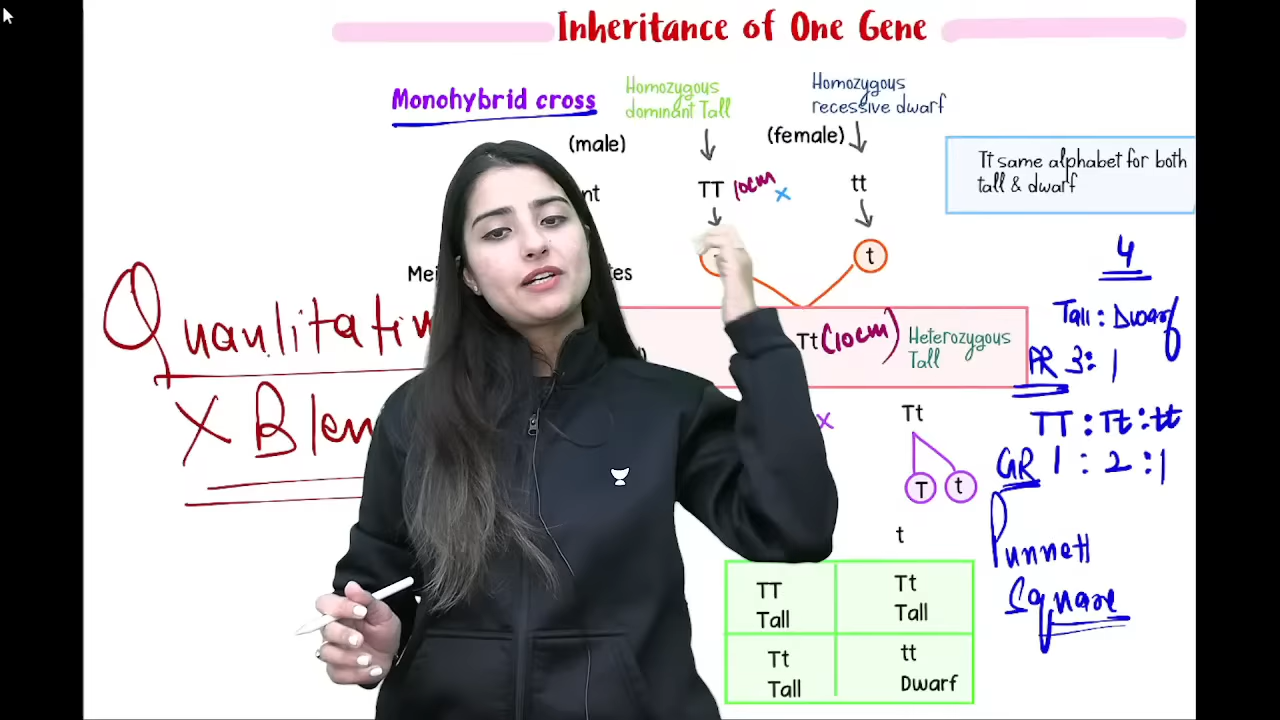 Inheritance of One Gene
Monohybrid cross
Homozygous
dominant Tall
Homozygous
recessive dwarf
(male)
(female)
Tt same alphabet for both
tall & dwarf
TT 10cm x tt
t
4
Tall : Dwarf
PR 3 : 1
Tt (10cm) Heterozygous
Tall
x Tt
TT : Tt : tt
GR 1 : 2 : 1
T t
t
Punnett
Square
TT Tt
Tall Tall
Tt tt
Tall Dwarf